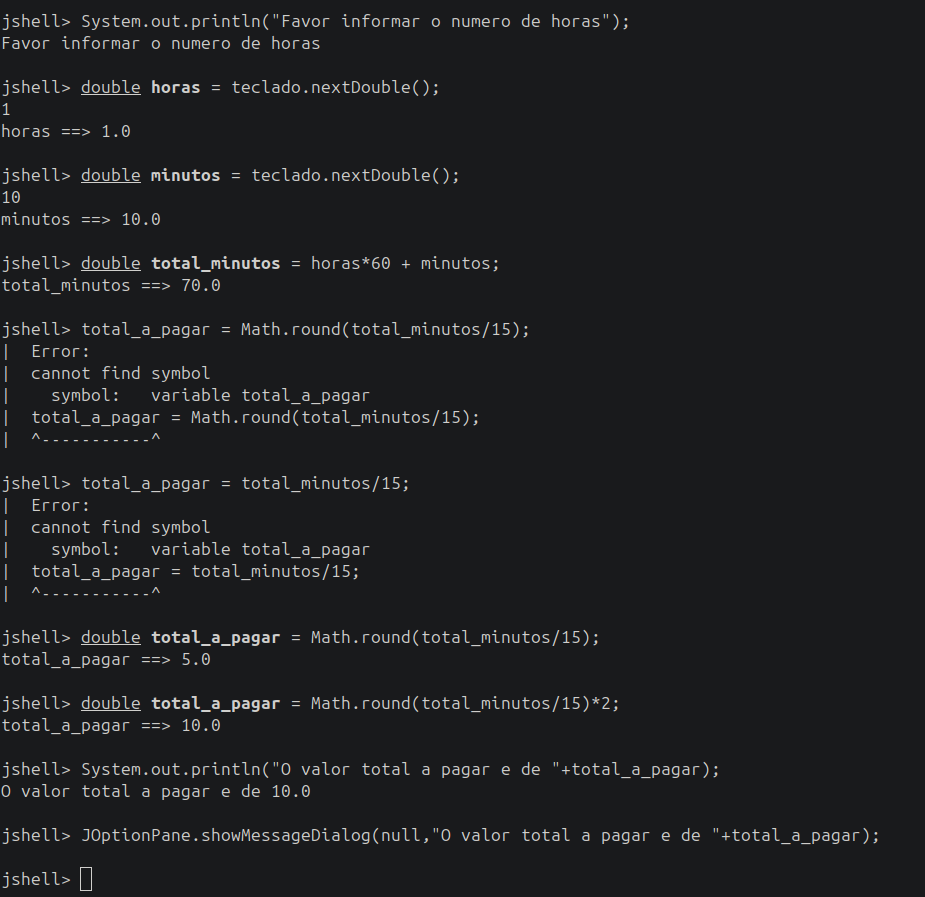 jshell> System.out.println("Favor informar o numero de horas");
Favor informar o numero de horas
jshell> double horas = teclado.nextDouble();
1
horas ==> 1.0
jshell> double minutos = teclado.nextDouble();
10
minutos ==> 10.0
jshell> double total_minutos = horas*60 + minutos;
total_minutos ==> 70.0
jshell> total_a_pagar = Math.round(total_minutos/15);
|  Error:
|  cannot find symbol
|    symbol:   variable total_a_pagar
|  total_a_pagar = Math.round(total_minutos/15);
|  ^-----------^
jshell> total_a_pagar = total_minutos/15;
|  Error:
|  cannot find symbol
|    symbol:   variable total_a_pagar
|  total_a_pagar = total_minutos/15;
|  ^-----------^
jshell> double total_a_pagar = Math.round(total_minutos/15);
total_a_pagar ==> 5.0
jshell> double total_a_pagar = Math.round(total_minutos/15)*2;
total_a_pagar ==> 10.0
jshell> System.out.println("O valor total a pagar e de "+total_a_pagar);
O valor total a pagar e de 10.0
jshell> JOptionPane.showMessageDialog(null,"O valor total a pagar e de "+total_a_pagar);
jshell>